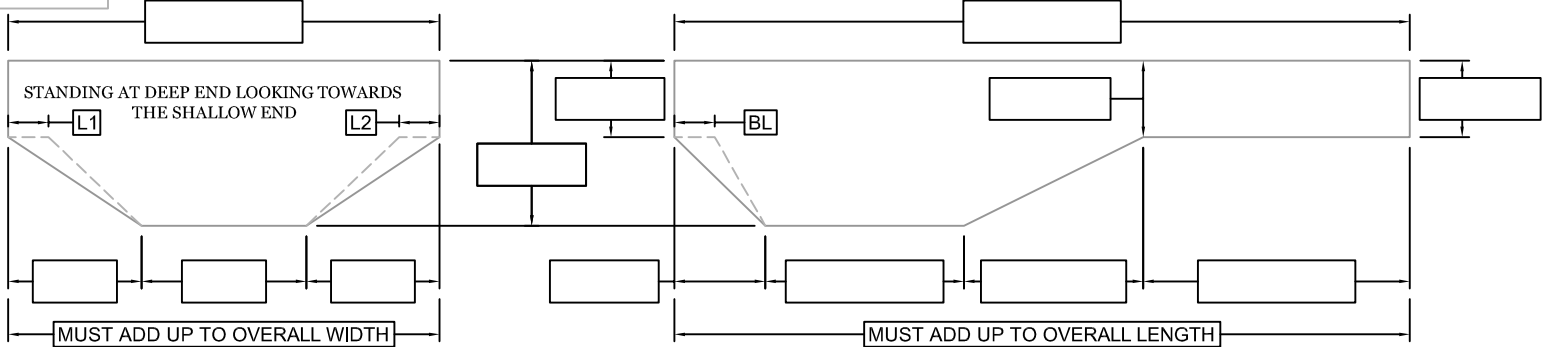 STANDING AT DEEP END LOOKING TOWARDS
THE SHALLOW END
L1
L2
BL
MUST ADD UP TO OVERALL WIDTH
MUST ADD UP TO OVERALL LENGTH